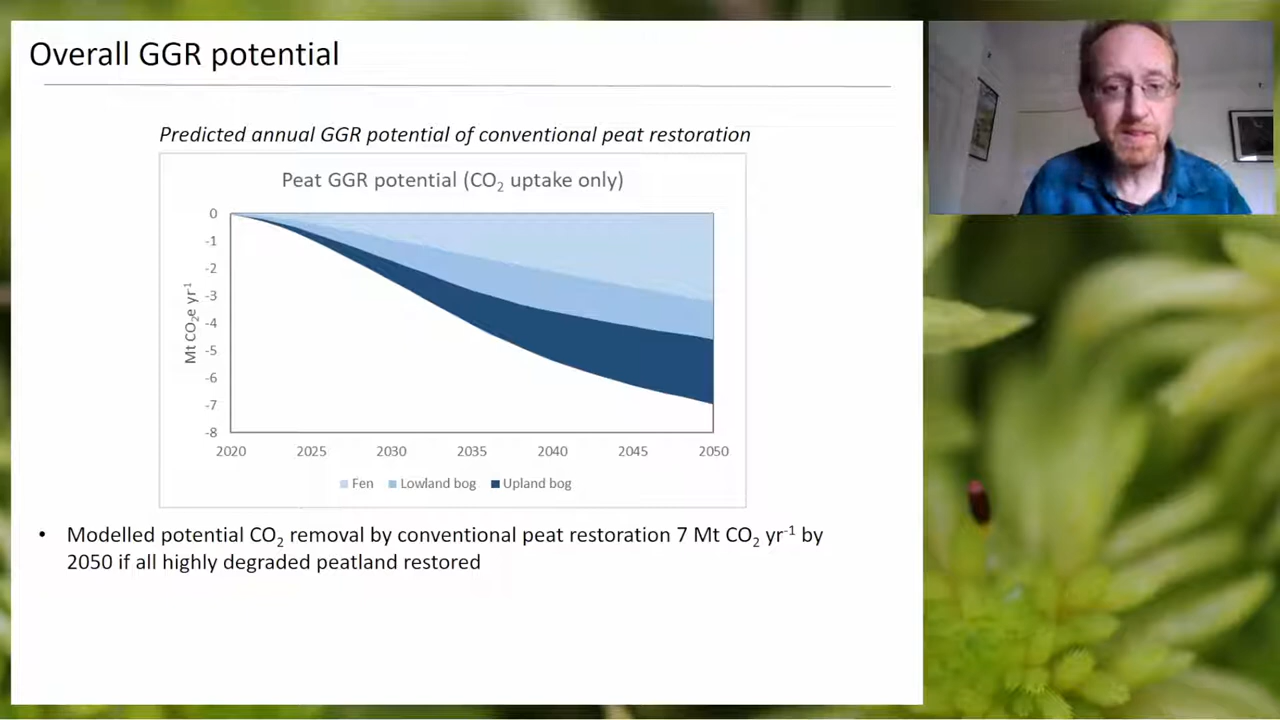 Overall GGR potential
Predicted annual GGR potential of conventional peat restoration
Peat GGR potential (CO₂ uptake only)
Mt CO₂e yr⁻¹
0
-1
-2
-3
-4
-5
-6
-7
-8
2020 2025 2030 2035 2040 2045 2050
Fen Lowland bog Upland bog
• Modelled potential CO₂ removal by conventional peat restoration 7 Mt CO₂ yr⁻¹ by
2050 if all highly degraded peatland restored